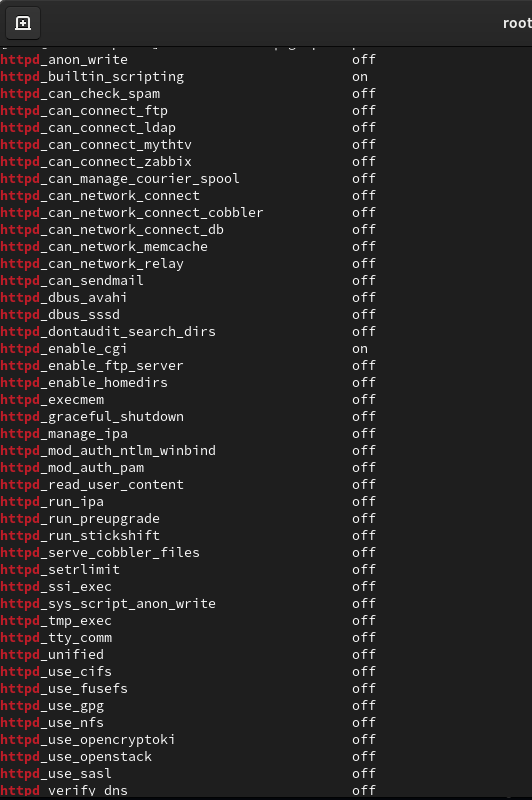 root
httpd_anon_write off
httpd_builtin_scripting on
httpd_can_check_spam off
httpd_can_connect_ftp off
httpd_can_connect_ldap off
httpd_can_connect_mythtv off
httpd_can_connect_zabbix off
httpd_can_manage_courier_spool off
httpd_can_network_connect off
httpd_can_network_connect_cobbler off
httpd_can_network_connect_db off
httpd_can_network_memcache off
httpd_can_network_relay off
httpd_can_sendmail off
httpd_dbus_avahi off
httpd_dbus_sssd off
httpd_dontaudit_search_dirs off
httpd_enable_cgi on
httpd_enable_ftp_server off
httpd_enable_homedirs off
httpd_execmem off
httpd_graceful_shutdown off
httpd_manage_ipa off
httpd_mod_auth_ntlm_winbind off
httpd_mod_auth_pam off
httpd_read_user_content off
httpd_run_ipa off
httpd_run_preupgrade off
httpd_run_stickshift off
httpd_serve_cobbler_files off
httpd_setrlimit off
httpd_ssi_exec off
httpd_sys_script_anon_write off
httpd_tmp_exec off
httpd_tty_comm off
httpd_unified off
httpd_use_cifs off
httpd_use_fusefs off
httpd_use_gpg off
httpd_use_nfs off
httpd_use_opencryptoki off
httpd_use_openstack off
httpd_use_sasl off
httpd_verify_dns off